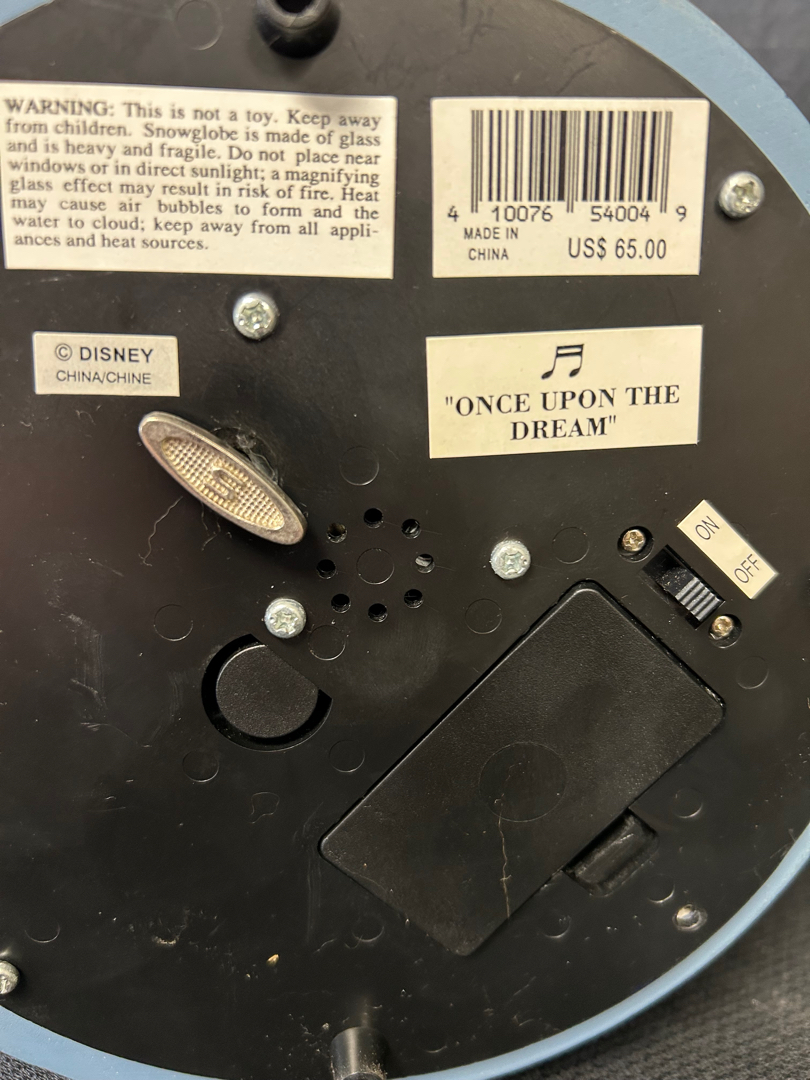 WARNING: This is not a toy. Keep away
from children. Snowglobe is made of glass
and is heavy and fragile. Do not place near
windows or in direct sunlight; a magnifying
glass effect may result in risk of fire. Heat
may cause air bubbles to form and the
water to cloud; keep away from all appli-
ances and heat sources.
4 10076 54004 9
MADE IN
CHINA
US$ 65.00
© DISNEY
CHINA/CHINE
"ONCE UPON THE
DREAM"
ON
OFF